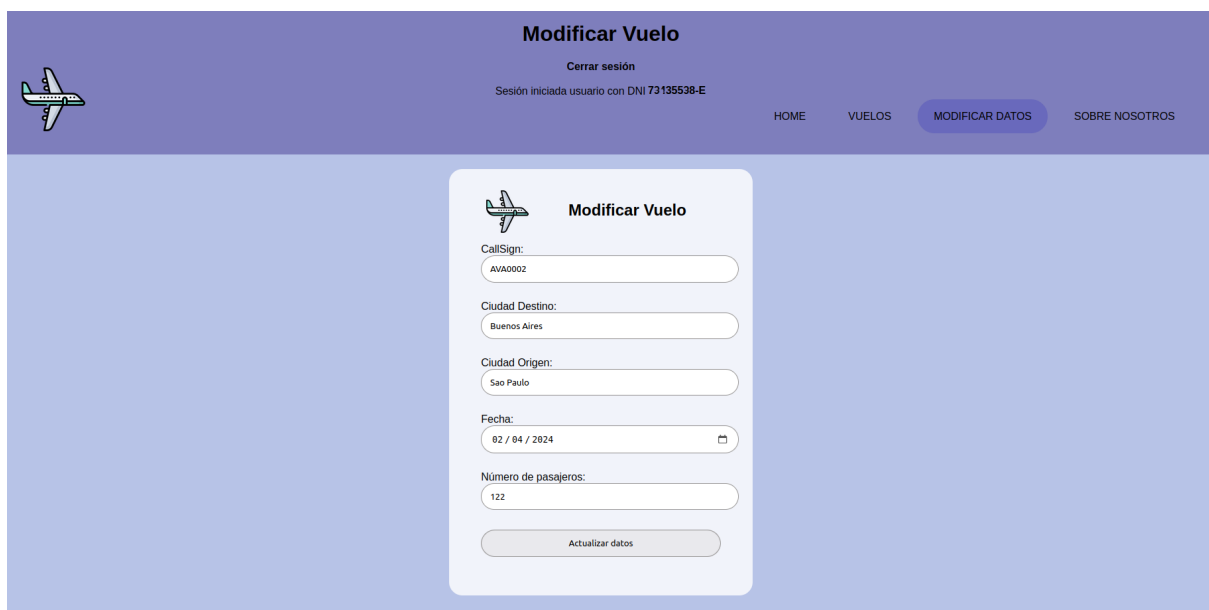 Modificar Vuelo
Cerrar sesión
Sesión iniciada usuario con DNI 73135538-E
HOME VUELOS MODIFICAR DATOS SOBRE NOSOTROS
Modificar Vuelo
CallSign:
AVA0002
Ciudad Destino:
Buenos Aires
Ciudad Origen:
Sao Paulo
Fecha:
02 / 04 / 2024
Número de pasajeros:
122
Actualizar datos